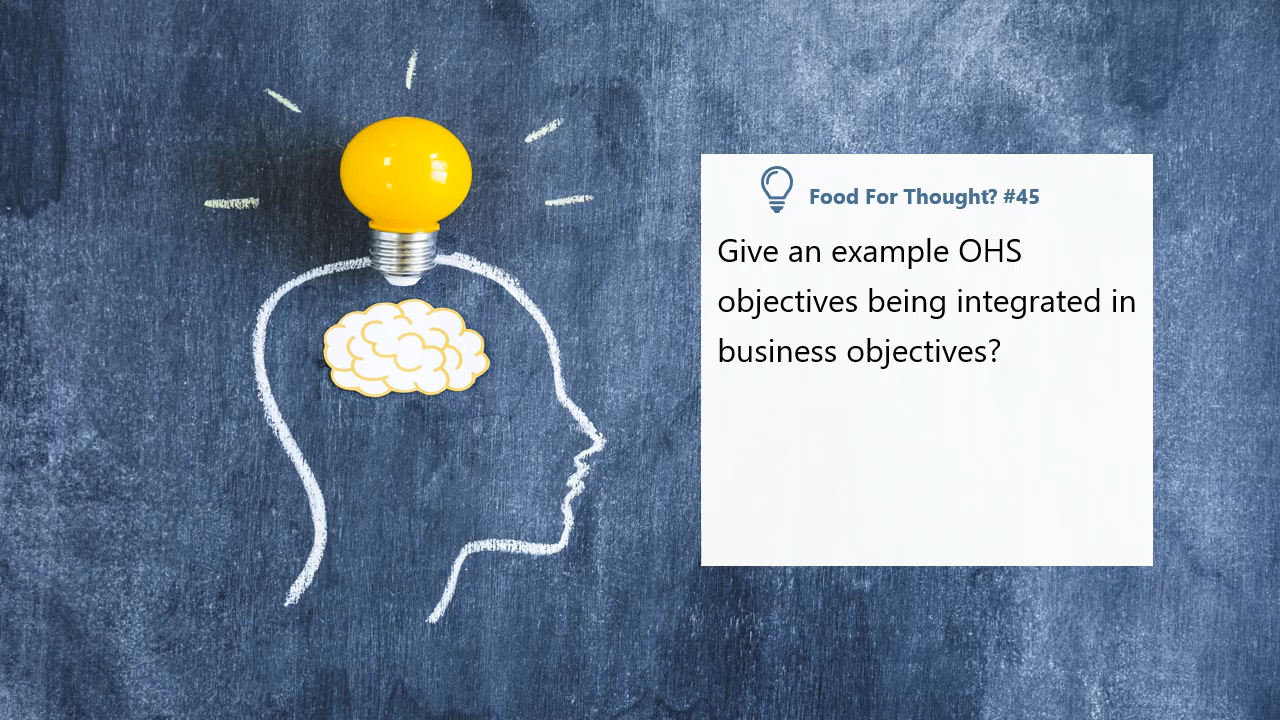 Food For Thought? #45
Give an example OHS
objectives being integrated in
business objectives?